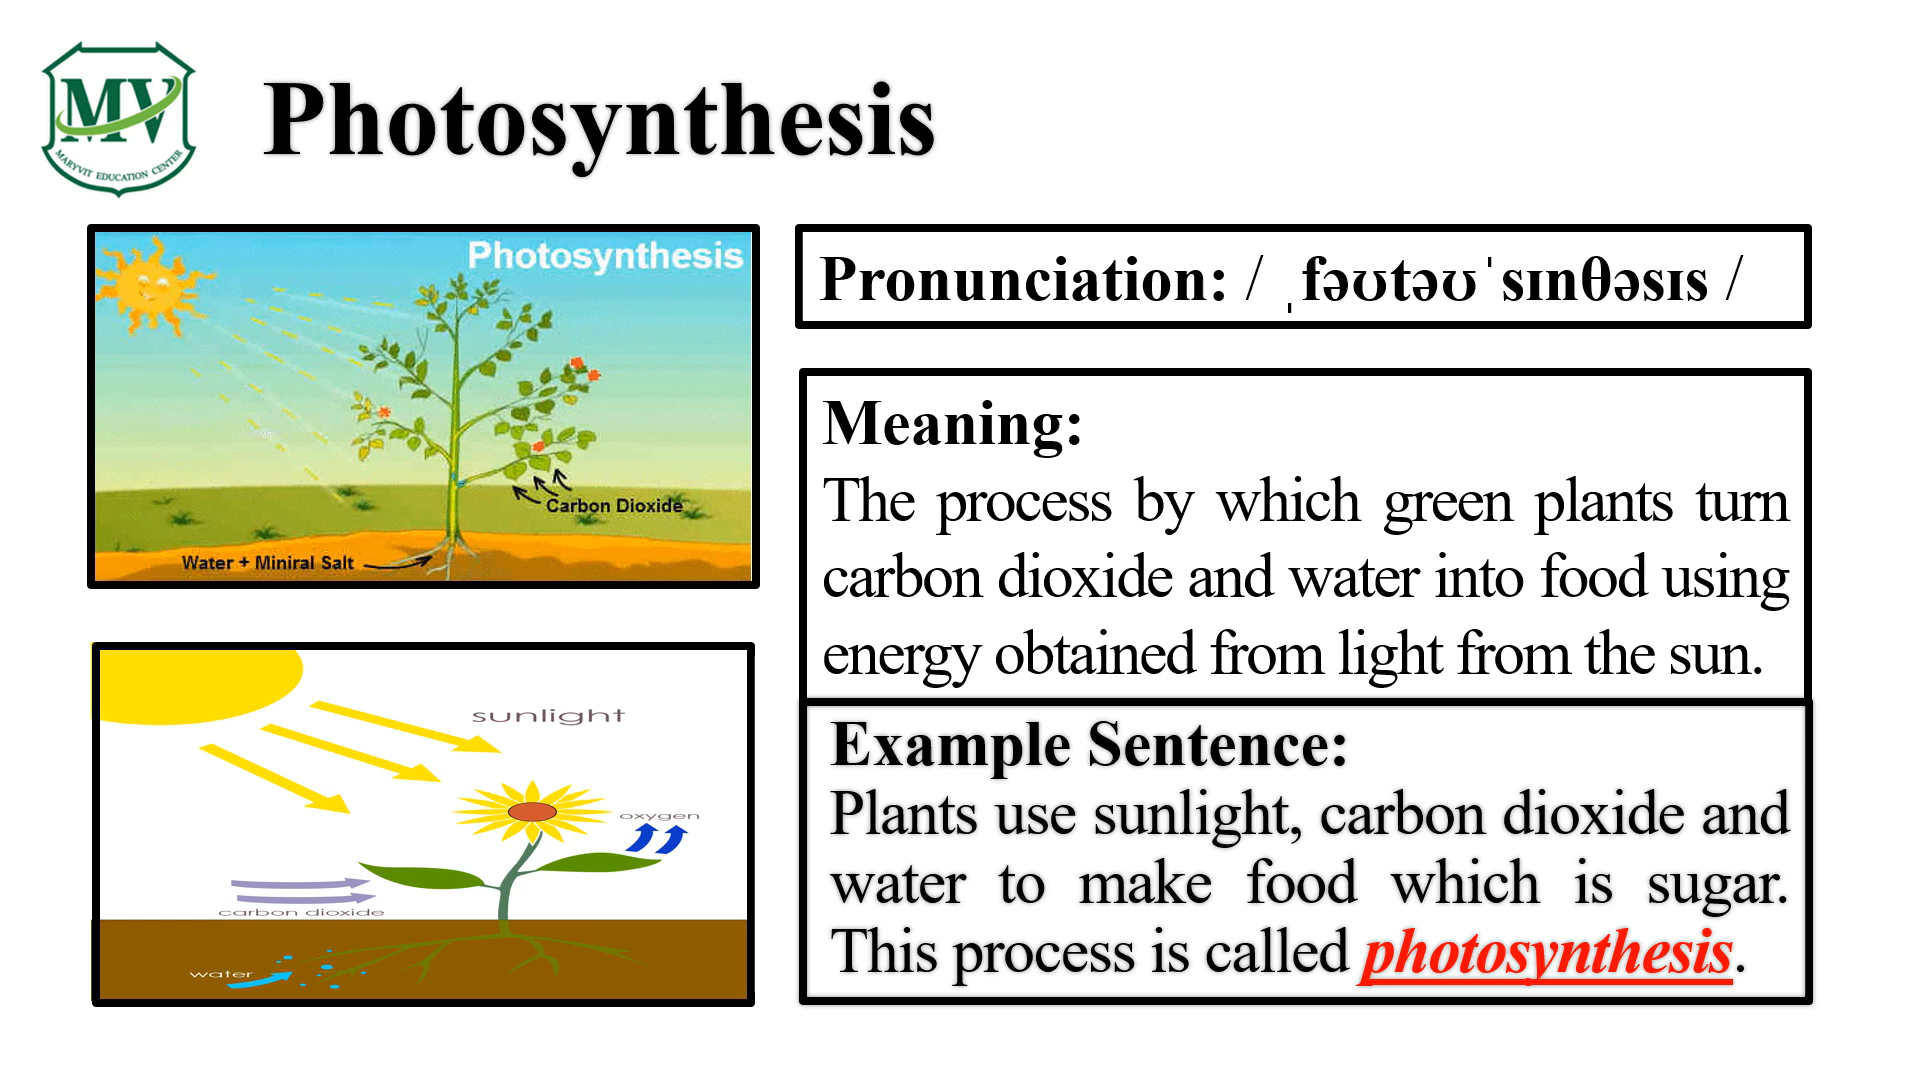 MV
MARYVIT EDUCATION CENTER
Photosynthesis
Photosynthesis
Carbon Dioxide
Water + Miniral Salt
sunlight
oxygen
carbon dioxide
water
Pronunciation: / ˌfəʊtəʊˈsɪnθəsɪs /
Meaning:
The process by which green plants turn
carbon dioxide and water into food using
energy obtained from light from the sun.
Example Sentence:
Plants use sunlight, carbon dioxide and
water to make food which is sugar.
This process is called photosynthesis.